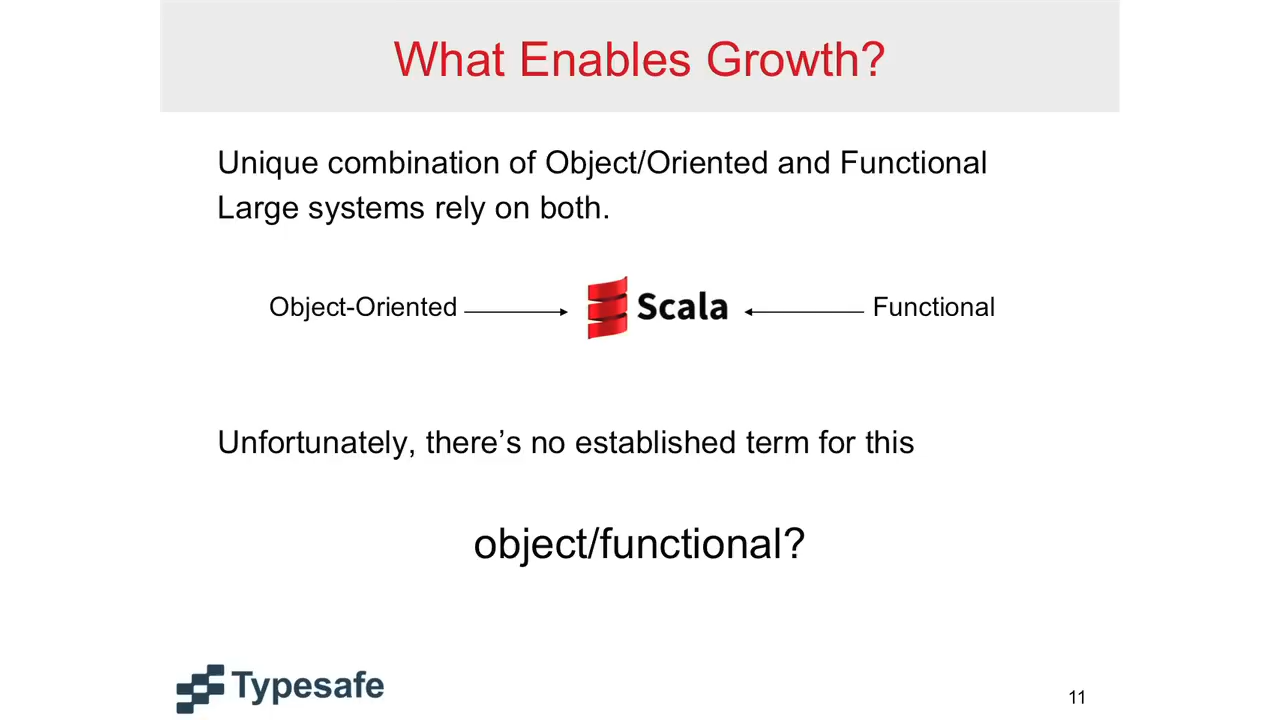 What Enables Growth?
Unique combination of Object/Oriented and Functional
Large systems rely on both.
Object-Oriented Scala Functional
Unfortunately, there’s no established term for this
object/functional?
Typesafe
11